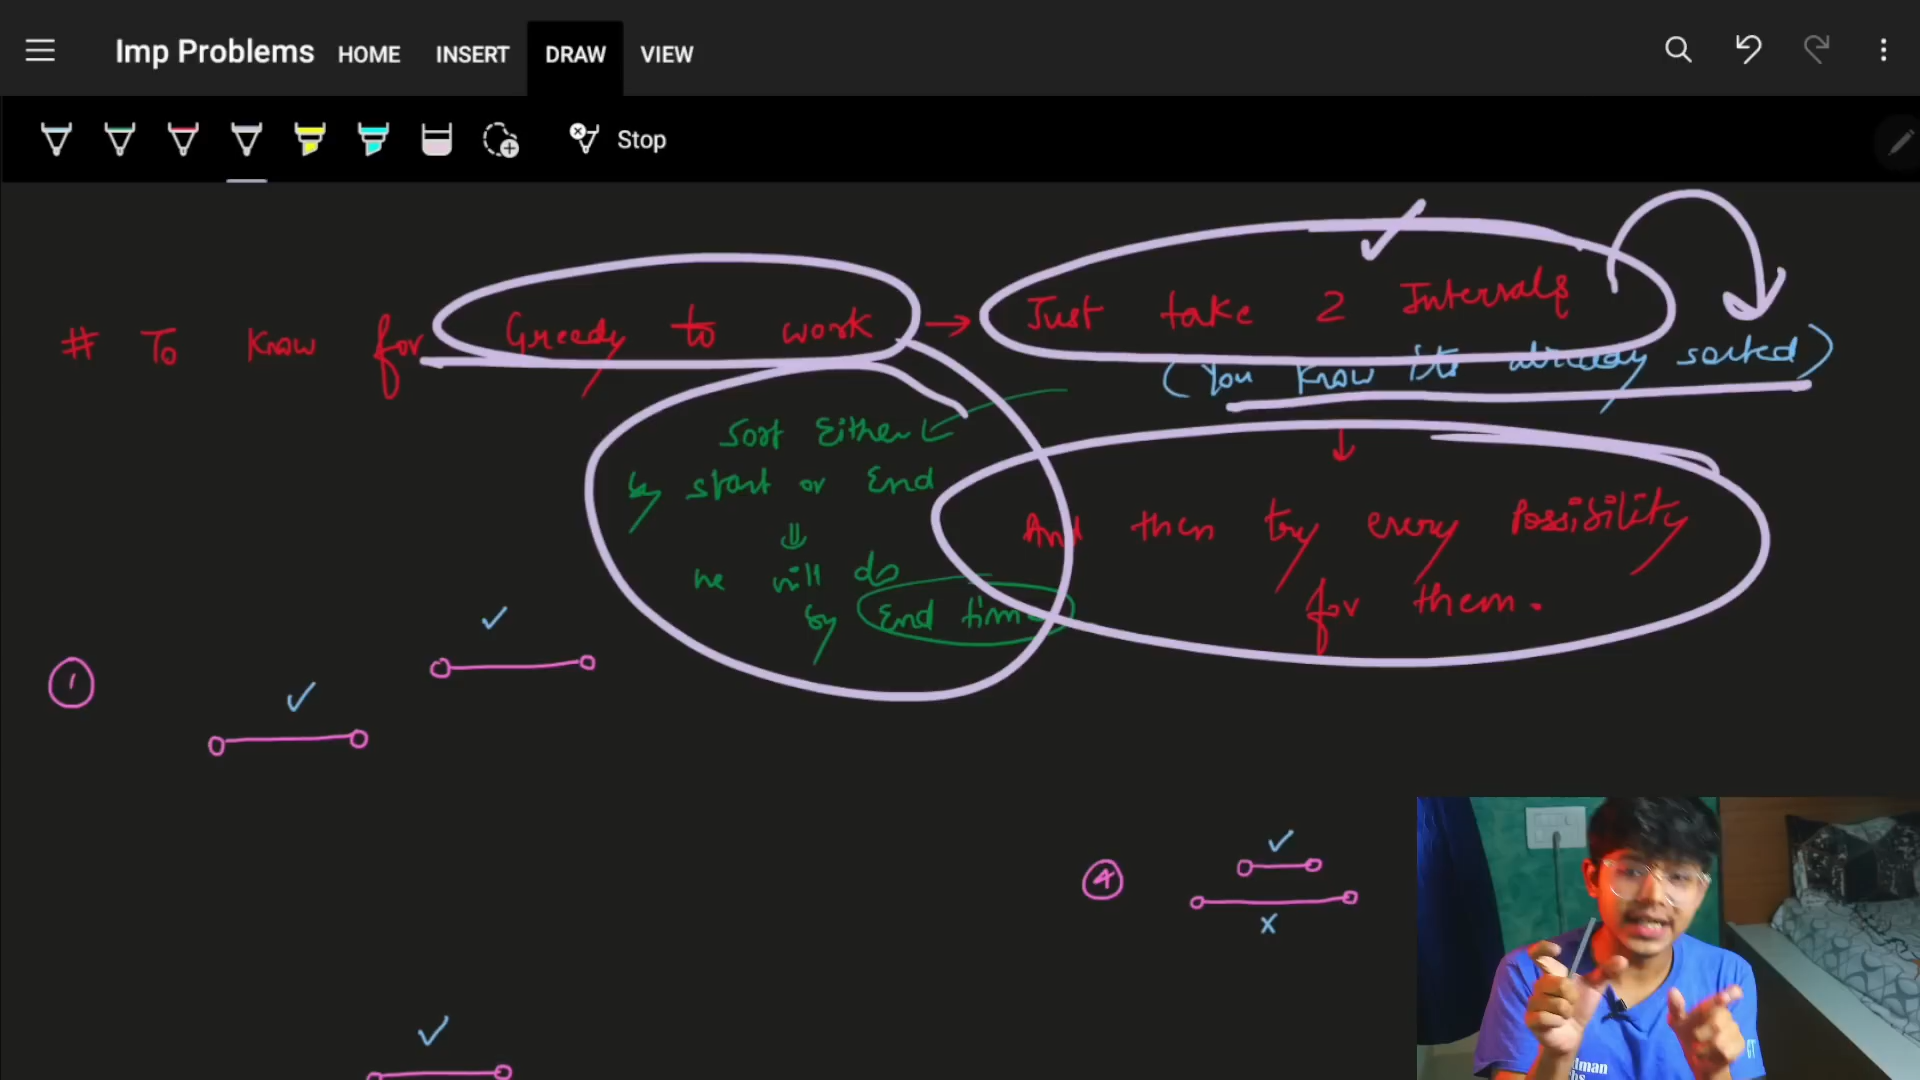 Imp Problems HOME INSERT DRAW VIEW
Stop
# To know for Greedy to work → Just take 2 Intervals
(You know its already sorted)
↓
And then try every Possibility
for them.
Sort Either
by start or End
⇓
we will do
by End time
① ✓ ✓
④ ✓
x
✓